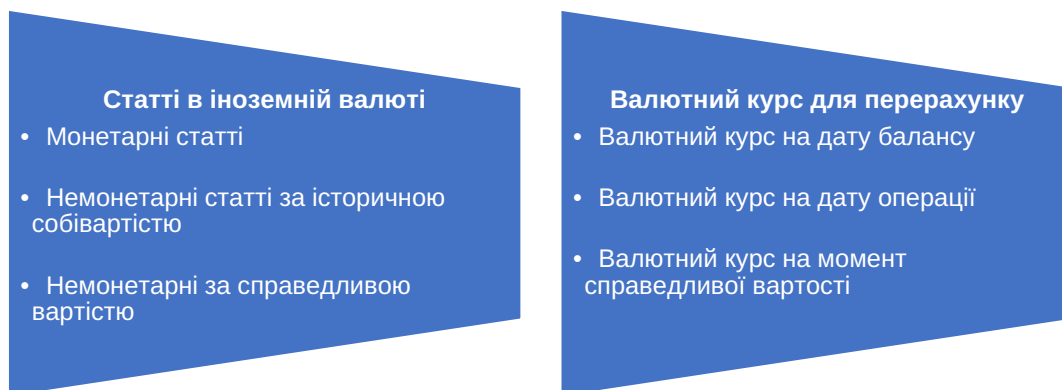 Статті в іноземній валюті
• Монетарні статті
• Немонетарні статті за історичною
собівартістю
• Немонетарні за справедливою
вартістю
Валютний курс для перерахунку
• Валютний курс на дату балансу
• Валютний курс на дату операції
• Валютний курс на момент
справедливої вартості